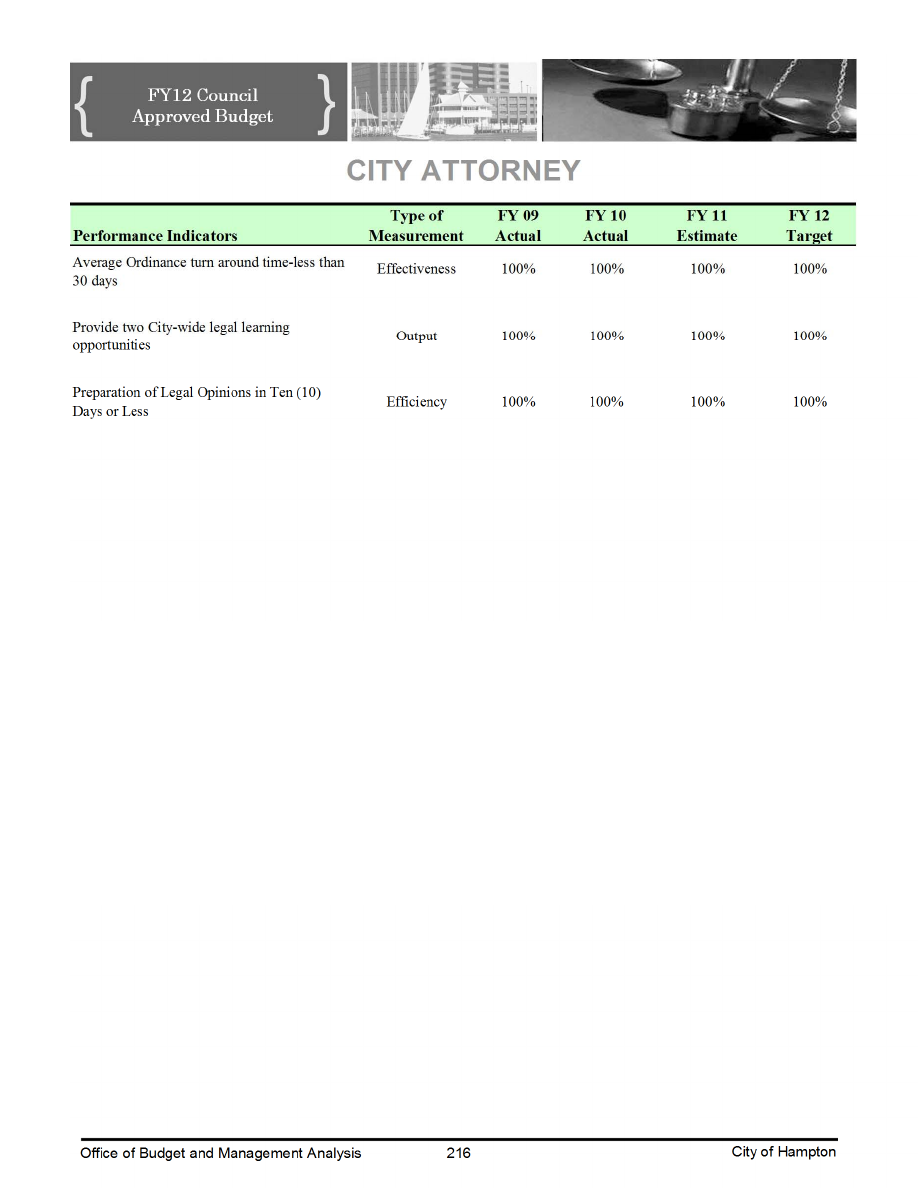 FY12 Council
Approved Budget
CITY ATTORNEY
Performance Indicators Type of Measurement FY 09 Actual FY 10 Actual FY 11 Estimate FY 12 Target
Average Ordinance turn around time-less than
30 days
Effectiveness 100% 100% 100% 100%
Provide two City-wide legal learning
opportunities
Output 100% 100% 100% 100%
Preparation of Legal Opinions in Ten (10)
Days or Less
Efficiency 100% 100% 100% 100%
Office of Budget and Management Analysis 216 City of Hampton